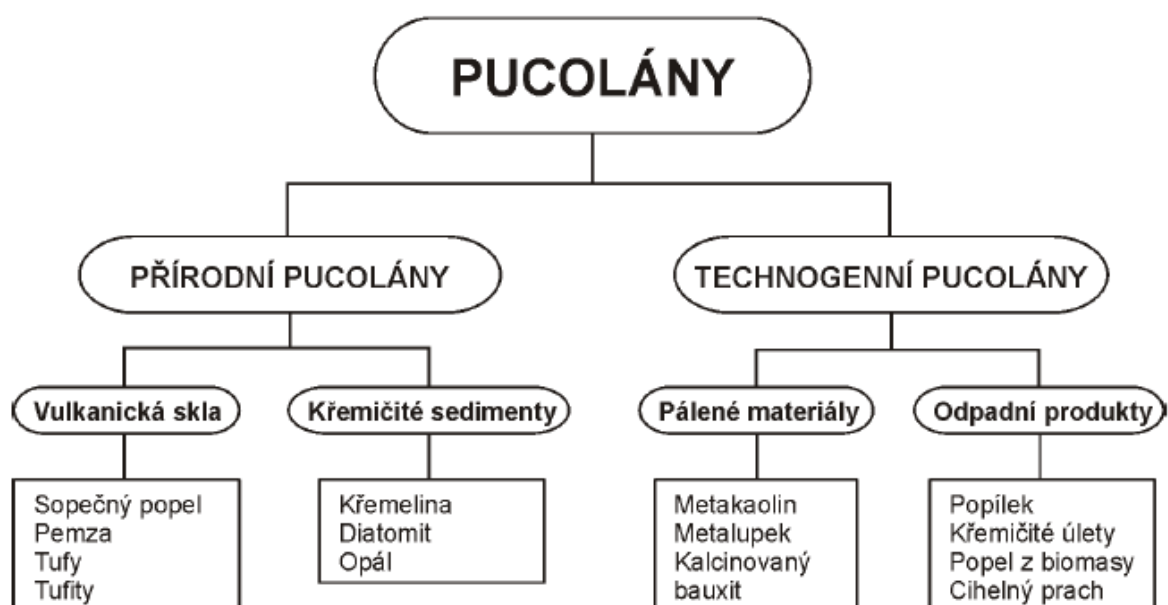 PUCOLÁNY
PŘÍRODNÍ PUCOLÁNY
TECHNOGENNÍ PUCOLÁNY
Vulkanická skla
Křemičité sedimenty
Pálené materiály
Odpadní produkty
Sopečný popel
Pemza
Tufy
Tufity
Křemelina
Diatomit
Opál
Metakaolin
Metalupek
Kalcinovaný
bauxit
Popílek
Křemičité úlety
Popel z biomasy
Cihelný prach